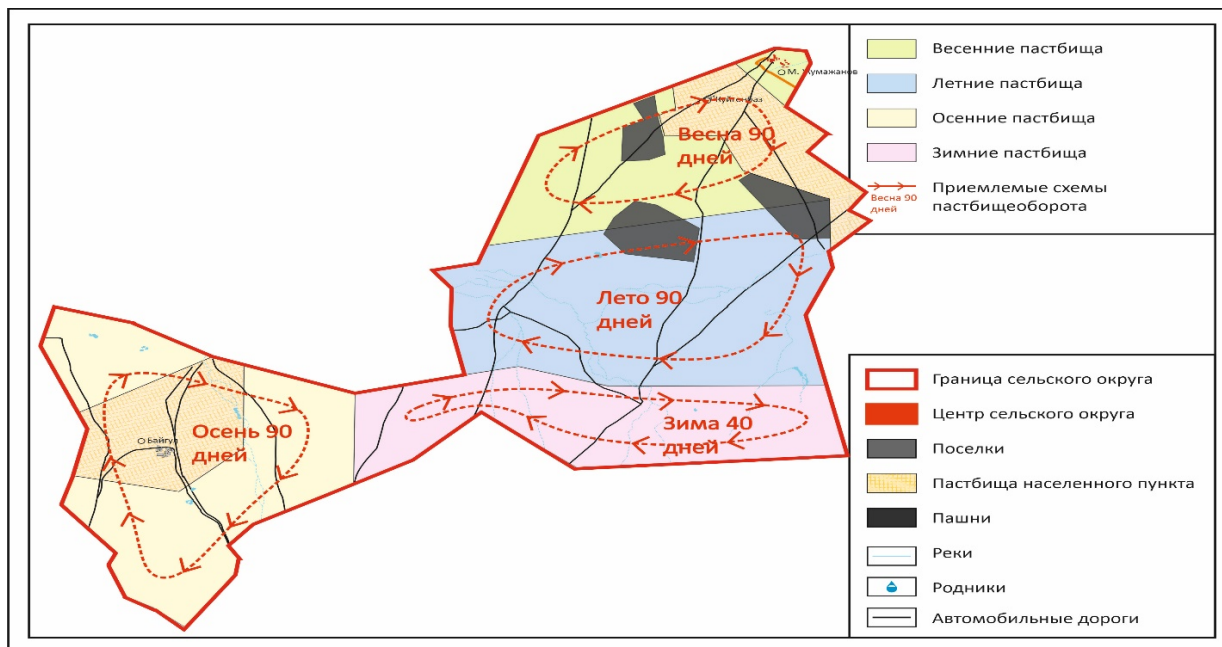 М. Жумажанов
Весна 90
дней
Лето 90
дней
Зима 40
дней
Осень 90
дней
Байгул
Весенние пастбища
Летние пастбища
Осенние пастбища
Зимние пастбища
Весна 90
дней
Приемлемые схемы
пастбищеоборота
Граница сельского округа
Центр сельского округа
Поселки
Пастбища населенного пункта
Пашни
Реки
Родники
Автомобильные дороги